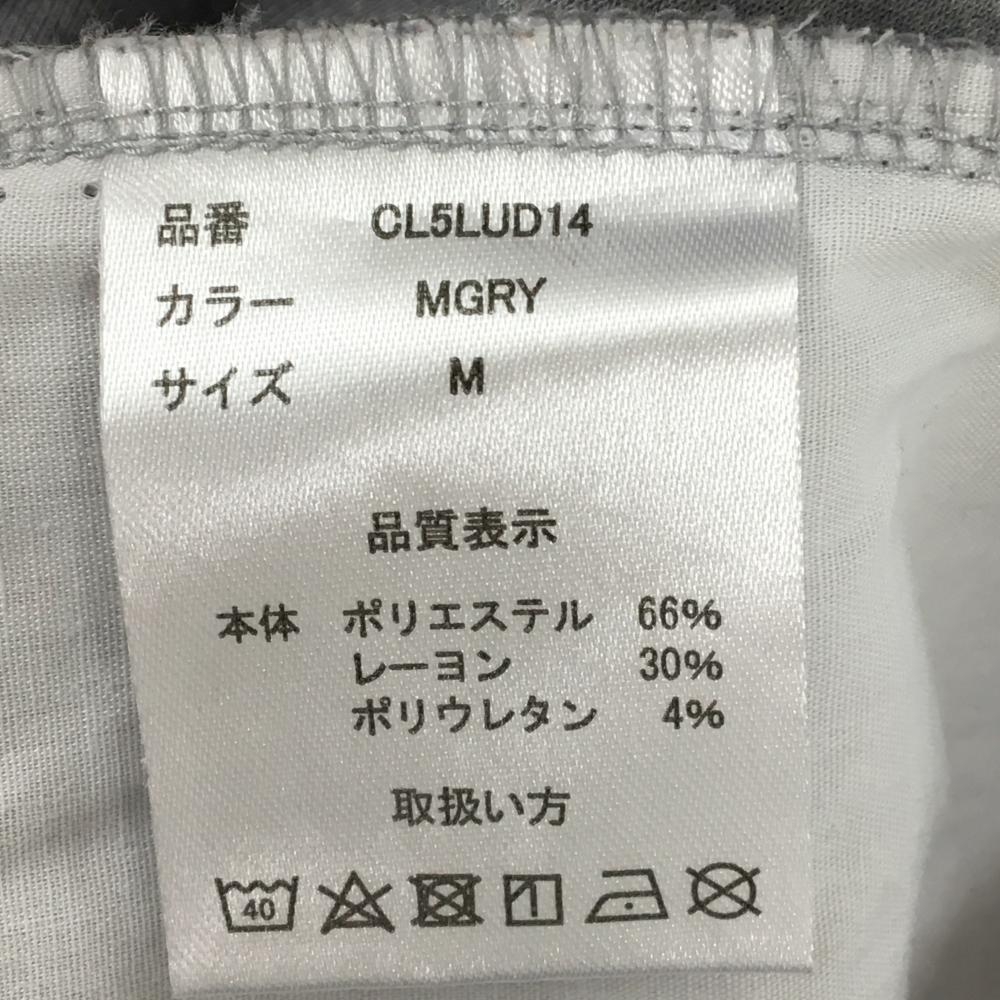 品番 CL5LUD14
カラー MGRY
サイズ M
品質表示
本体 ポリエステル 66%
レーヨン 30%
ポリウレタン 4%
取扱い方
40